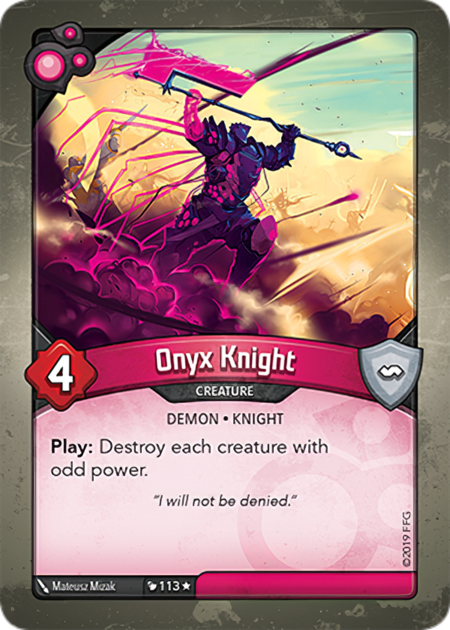 Onyx Knight
4
CREATURE
DEMON • KNIGHT
Play: Destroy each creature with
odd power.
"I will not be denied."
©2019 FFG
Mateusz Mizak
113★